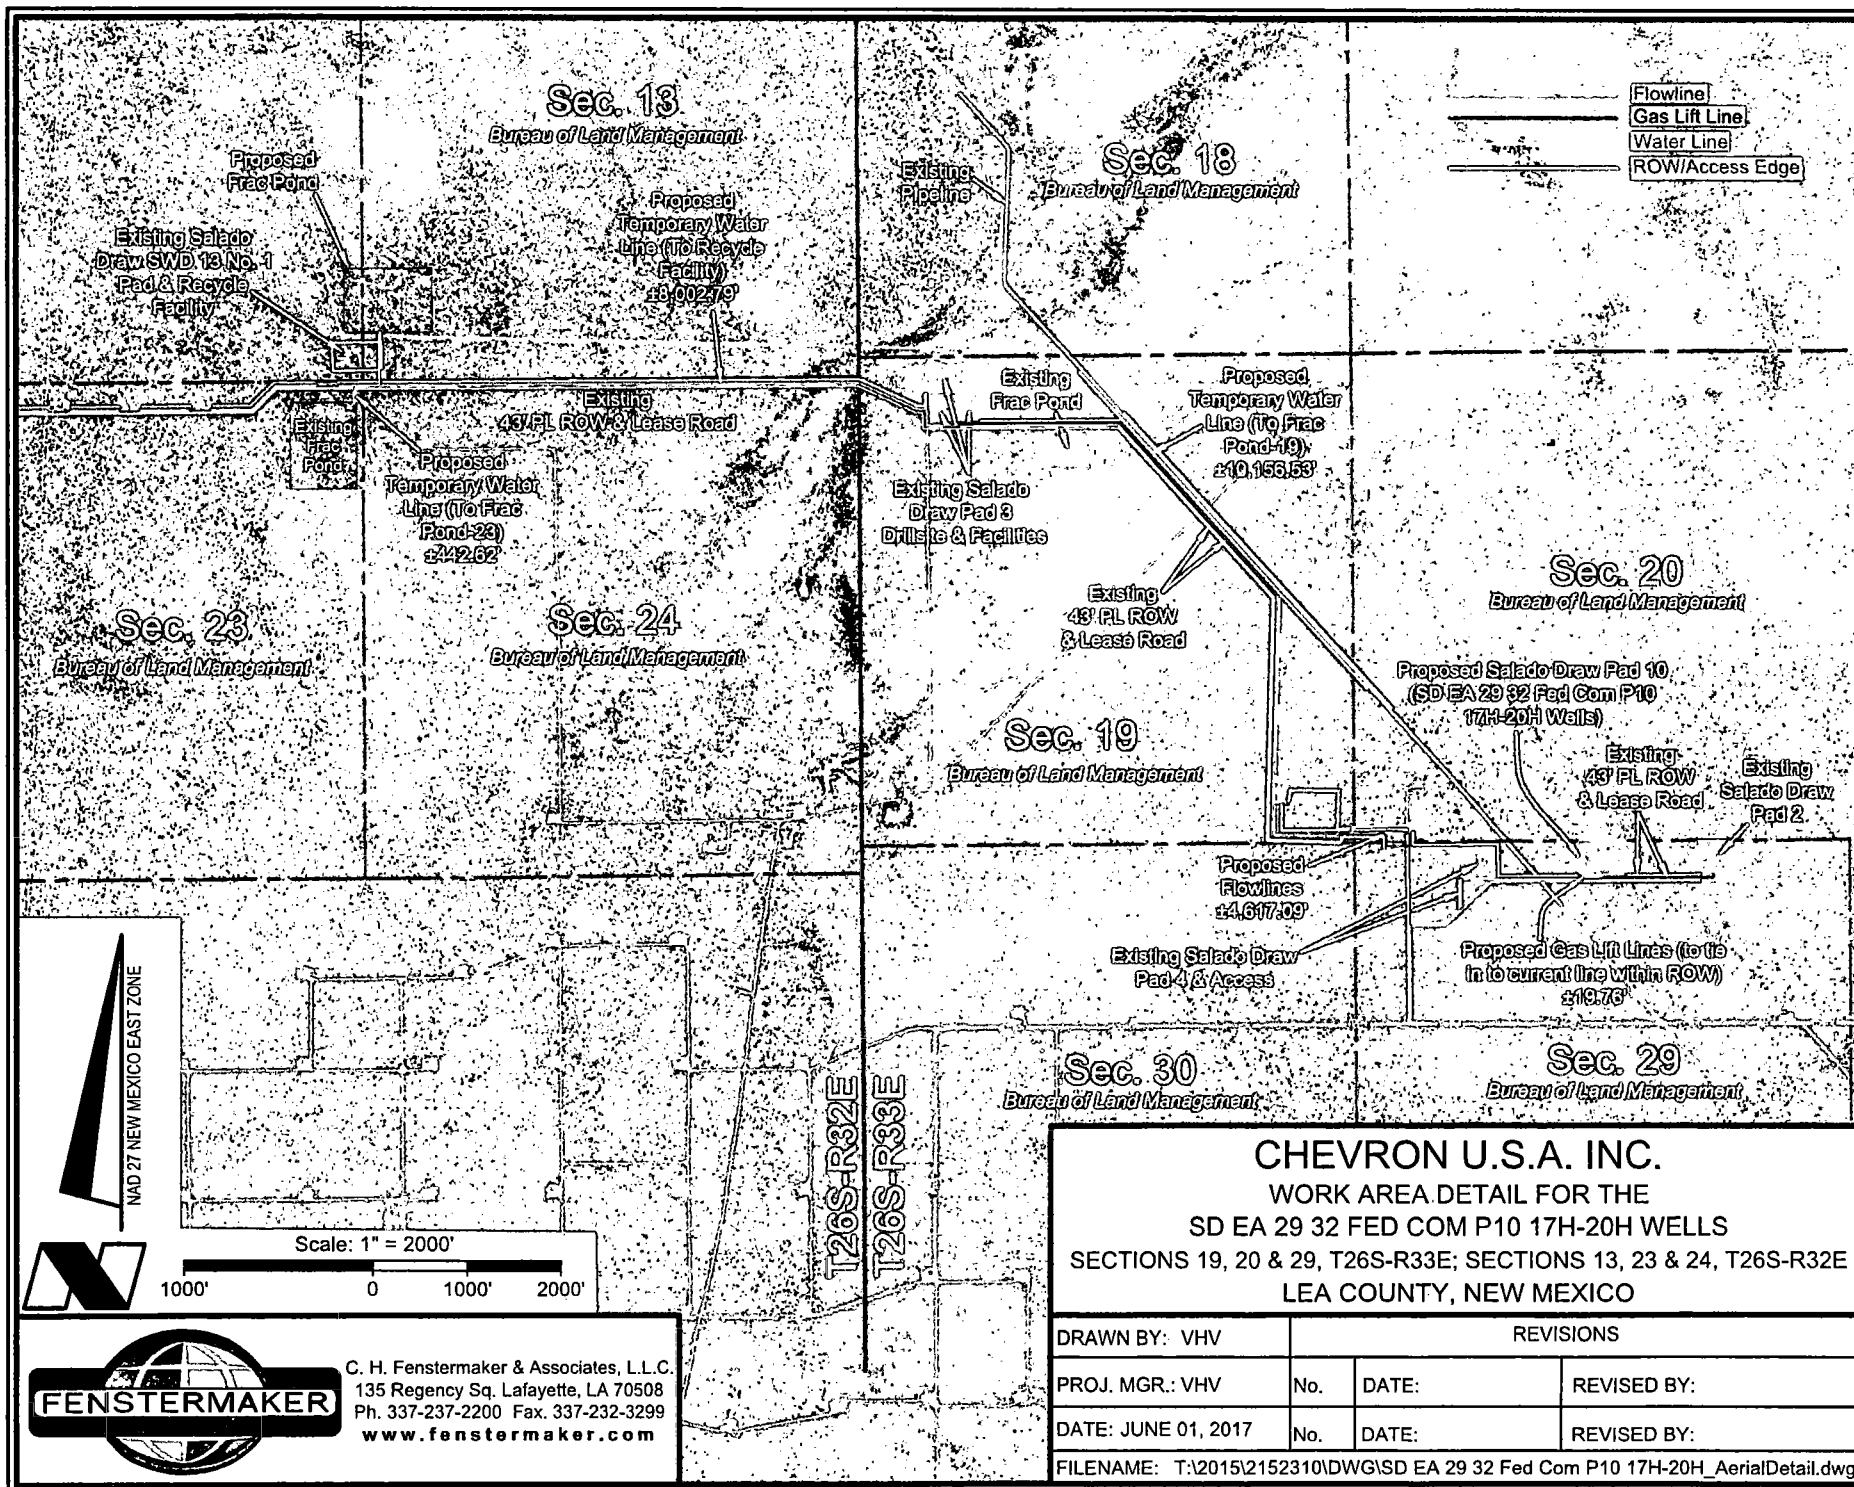 Sec. 13
Bureau of Land Management
Proposed
Frac Pond
Existing Salado
Draw SWD 13 No. 1
Pad & Recycle
Facility
Proposed
Temporary Water
Line (To Recycle
Facility)
±8,002.79'
Existing
Pipeline
Sec. 18
Bureau of Land Management
Flowline
Gas Lift Line
Water Line
ROW/Access Edge
Existing
Frac
Pond
Existing
43' PL ROW & Lease Road
Proposed
Temporary Water
Line (To Frac
Pond-23)
±442.62'
Existing
Frac Pond
Proposed
Temporary Water
Line (To Frac
Pond-19)
±10,156.53'
Existing Salado
Draw Pad 3
Drillsite & Facilities
Existing
43' PL ROW
& Lease Road
Sec. 20
Bureau of Land Management
Sec. 23
Bureau of Land Management
Sec. 24
Bureau of Land Management
Sec. 19
Bureau of Land Management
Proposed Salado Draw Pad 10
(SD EA 29 32 Fed Com P10
17H-20H Wells)
Existing
43' PL ROW
& Lease Road
Existing
Salado Draw
Pad 2
Proposed
Flowlines
±4,617.09'
Existing Salado Draw
Pad 4 & Access
Proposed Gas Lift Lines (to tie
in to current line within ROW)
±19.76'
Sec. 30
Bureau of Land Management
Sec. 29
Bureau of Land Management
T26S-R32E
T26S-R33E
NAD 27 NEW MEXICO EAST ZONE
Scale: 1" = 2000'
1000' 0 1000' 2000'
FENSTERMAKER
C. H. Fenstermaker & Associates, L.L.C.
135 Regency Sq. Lafayette, LA 70508
Ph. 337-237-2200 Fax. 337-232-3299
www.fenstermaker.com
CHEVRON U.S.A. INC.
WORK AREA DETAIL FOR THE
SD EA 29 32 FED COM P10 17H-20H WELLS
SECTIONS 19, 20 & 29, T26S-R33E; SECTIONS 13, 23 & 24, T26S-R32E
LEA COUNTY, NEW MEXICO
DRAWN BY: VHV
REVISIONS
PROJ. MGR.: VHV
No. DATE: REVISED BY:
DATE: JUNE 01, 2017
No. DATE: REVISED BY:
FILENAME: T:\2015\2152310\DWG\SD EA 29 32 Fed Com P10 17H-20H_AerialDetail.dwg